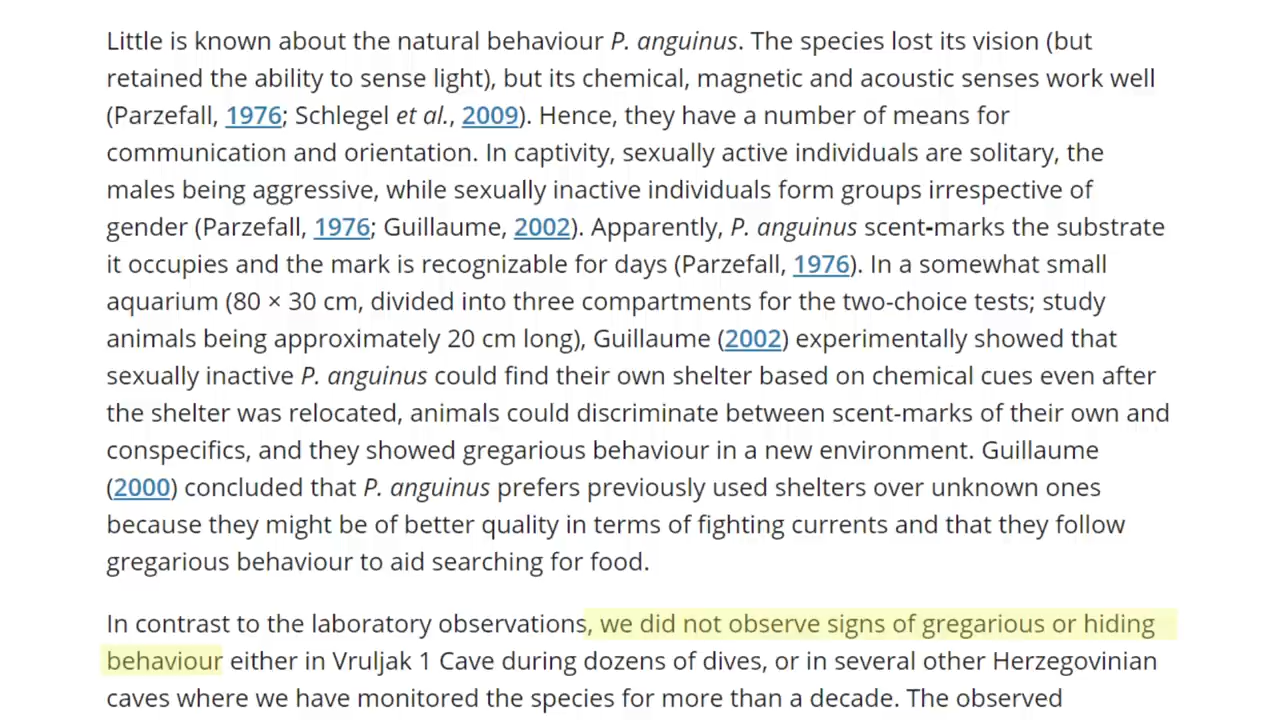 Little is known about the natural behaviour P. anguinus. The species lost its vision (but
retained the ability to sense light), but its chemical, magnetic and acoustic senses work well
(Parzefall, 1976; Schlegel et al., 2009). Hence, they have a number of means for
communication and orientation. In captivity, sexually active individuals are solitary, the
males being aggressive, while sexually inactive individuals form groups irrespective of
gender (Parzefall, 1976; Guillaume, 2002). Apparently, P. anguinus scent-marks the substrate
it occupies and the mark is recognizable for days (Parzefall, 1976). In a somewhat small
aquarium (80 × 30 cm, divided into three compartments for the two-choice tests; study
animals being approximately 20 cm long), Guillaume (2002) experimentally showed that
sexually inactive P. anguinus could find their own shelter based on chemical cues even after
the shelter was relocated, animals could discriminate between scent-marks of their own and
conspecifics, and they showed gregarious behaviour in a new environment. Guillaume
(2000) concluded that P. anguinus prefers previously used shelters over unknown ones
because they might be of better quality in terms of fighting currents and that they follow
gregarious behaviour to aid searching for food.
In contrast to the laboratory observations, we did not observe signs of gregarious or hiding
behaviour either in Vruljak 1 Cave during dozens of dives, or in several other Herzegovinian
caves where we have monitored the species for more than a decade. The observed